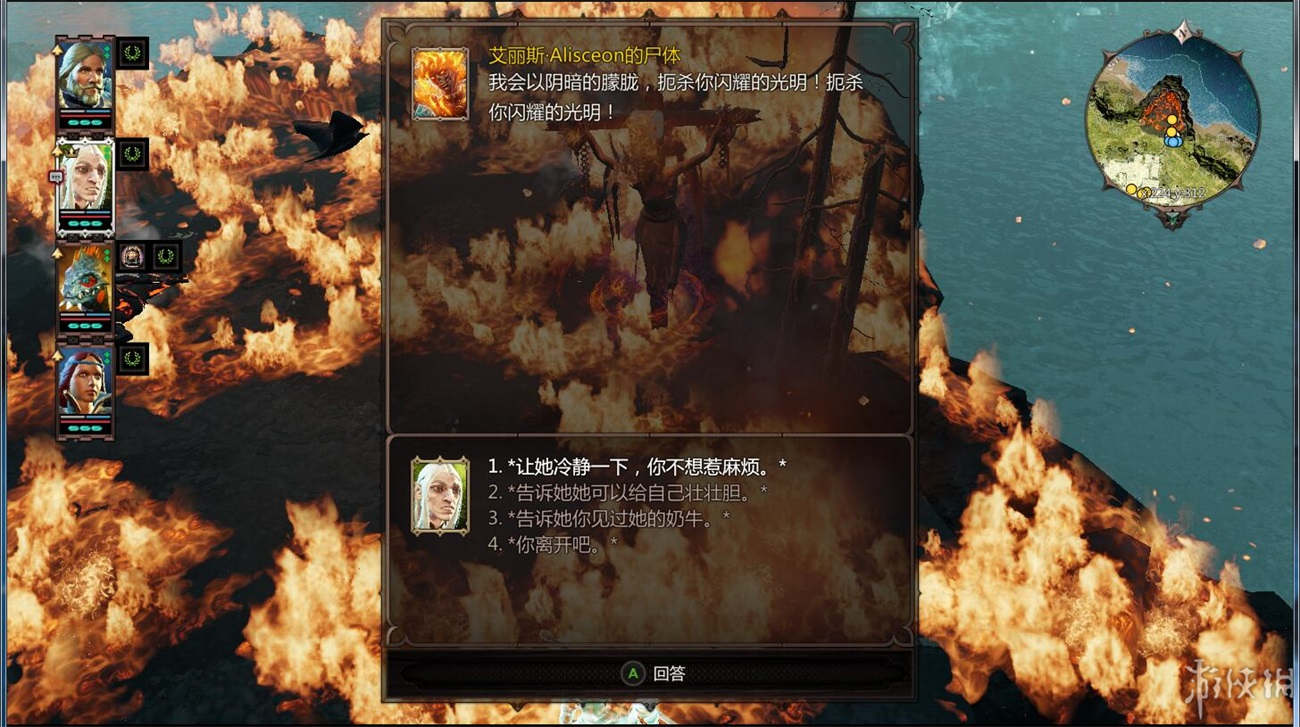 艾丽斯·Alisceon的尸体
我会以阴暗的朦胧，扼杀你闪耀的光明！扼杀
你闪耀的光明！
1. *让她冷静一下，你不想惹麻烦。*
2. *告诉她她可以给自己壮壮胆。*
3. *告诉她你见过她的奶牛。*
4. *你离开吧。*
A 回答
N